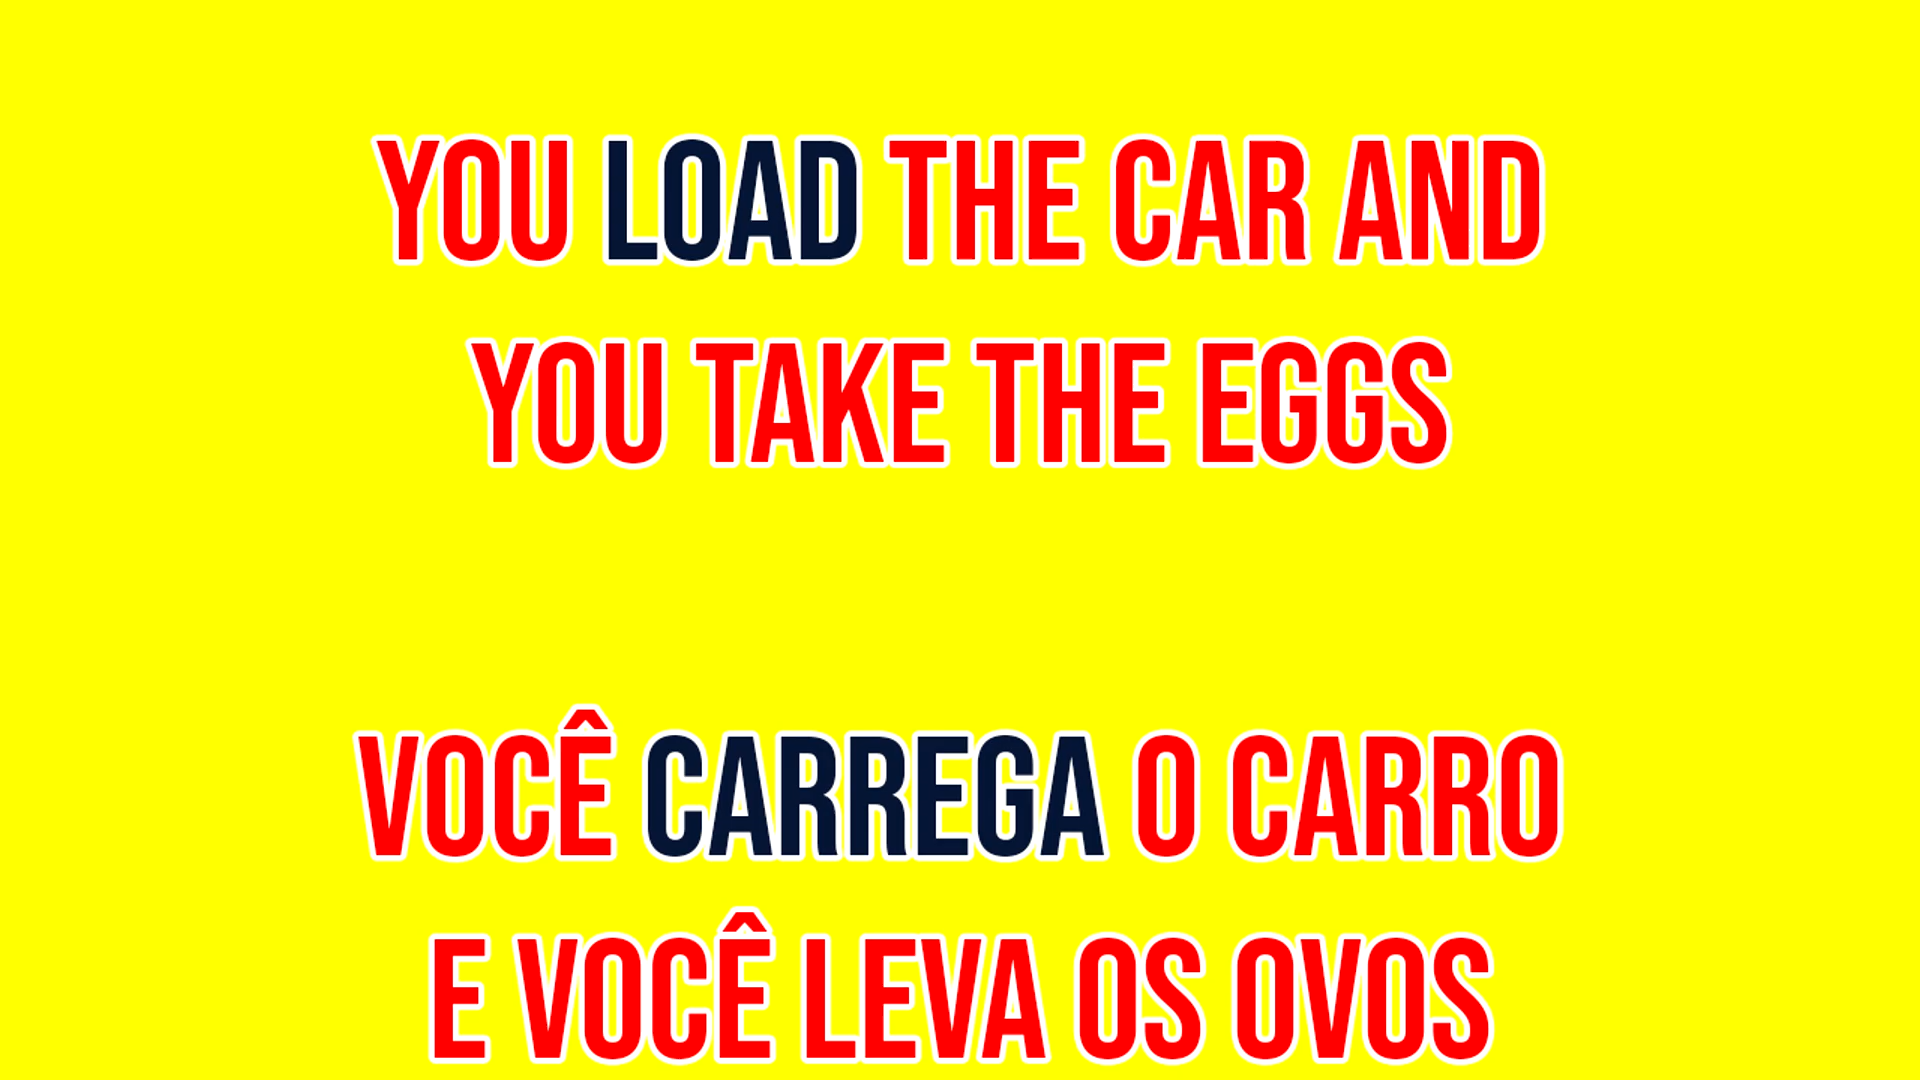 YOU LOAD THE CAR AND
YOU TAKE THE EGGS
VOCÊ CARREGA O CARRO
E VOCÊ LEVA OS OVOS